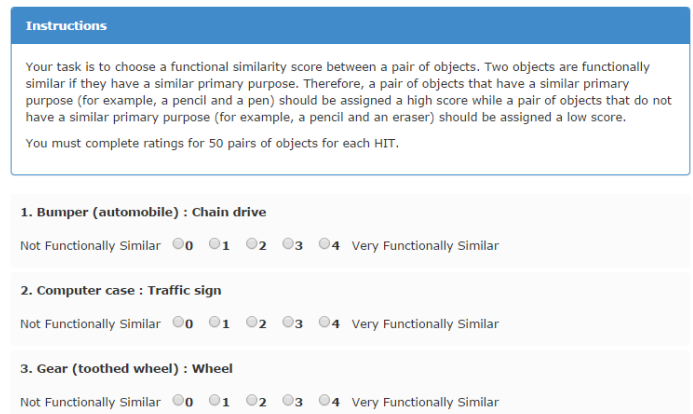 Instructions
Your task is to choose a functional similarity score between a pair of objects. Two objects are functionally
similar if they have a similar primary purpose. Therefore, a pair of objects that have a similar primary
purpose (for example, a pencil and a pen) should be assigned a high score while a pair of objects that do not
have a similar primary purpose (for example, a pencil and an eraser) should be assigned a low score.
You must complete ratings for 50 pairs of objects for each HIT.
1. Bumper (automobile) : Chain drive
Not Functionally Similar 0 1 2 3 4 Very Functionally Similar
2. Computer case : Traffic sign
Not Functionally Similar 0 1 2 3 4 Very Functionally Similar
3. Gear (toothed wheel) : Wheel
Not Functionally Similar 0 1 2 3 4 Very Functionally Similar